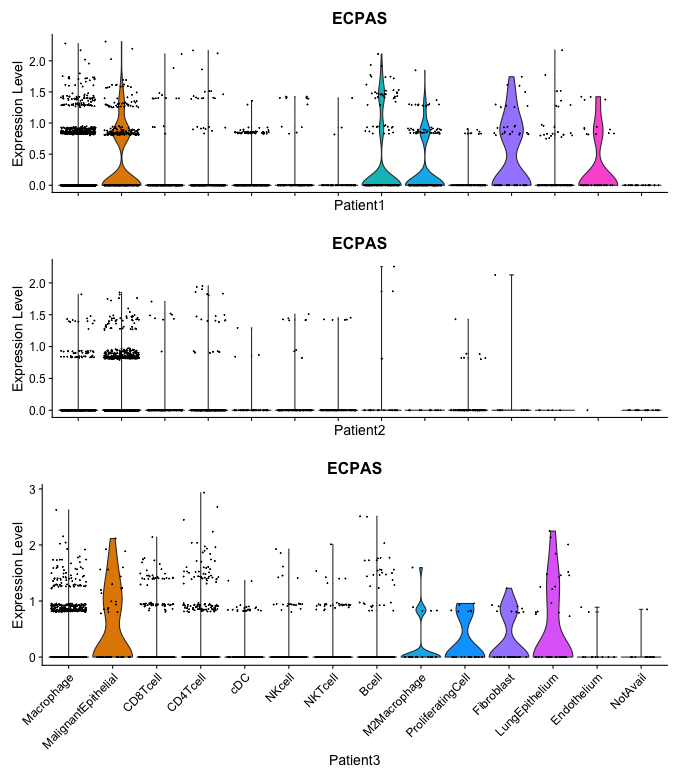 ECPAS
Expression Level
2.0
1.5
1.0
0.5
0.0
Patient1
ECPAS
Expression Level
2.0
1.5
1.0
0.5
0.0
Patient2
ECPAS
Expression Level
3
2
1
0
Macrophage
MalignantEpithelial
CD8Tcell
CD4Tcell
cDC
NKcell
NKTcell
Bcell
M2Macrophage
ProliferatingCell
Fibroblast
LungEpithelium
Endothelium
NotAvail
Patient3